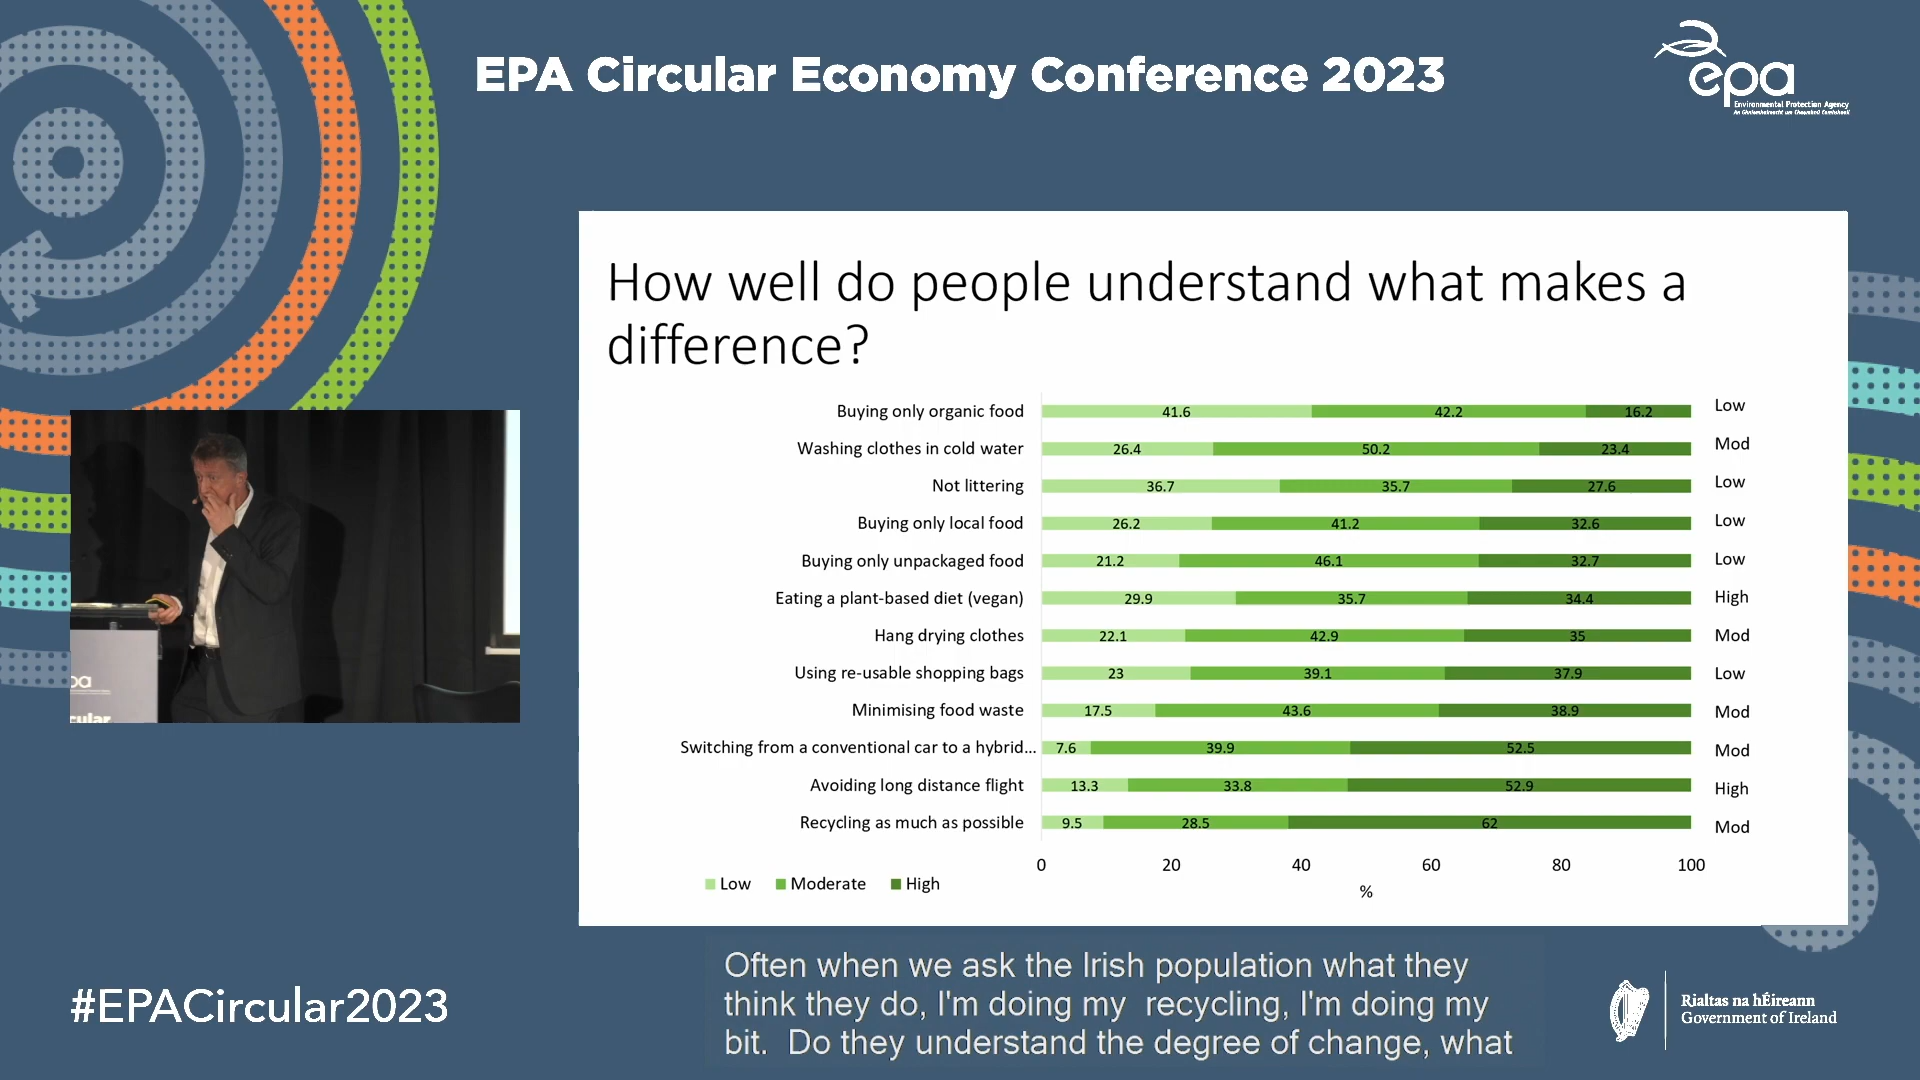 EPA Circular Economy Conference 2023
epa
Environmental Protection Agency
An Ghníomhaireacht um Chaomhnú Comhshaoil
How well do people understand what makes a
difference?
Buying only organic food 41.6 42.2 16.2 Low
Washing clothes in cold water 26.4 50.2 23.4 Mod
Not littering 36.7 35.7 27.6 Low
Buying only local food 26.2 41.2 32.6 Low
Buying only unpackaged food 21.2 46.1 32.7 Low
Eating a plant-based diet (vegan) 29.9 35.7 34.4 High
Hang drying clothes 22.1 42.9 35 Mod
Using re-usable shopping bags 23 39.1 37.9 Low
Minimising food waste 17.5 43.6 38.9 Mod
Switching from a conventional car to a hybrid... 7.6 39.9 52.5 Mod
Avoiding long distance flight 13.3 33.8 52.9 High
Recycling as much as possible 9.5 28.5 62 Mod
0 20 40 60 80 100
%
Low Moderate High
pa
cular
Often when we ask the Irish population what they
think they do, I'm doing my recycling, I'm doing my
bit. Do they understand the degree of change, what
#EPACircular2023
Rialtas na hÉireann
Government of Ireland